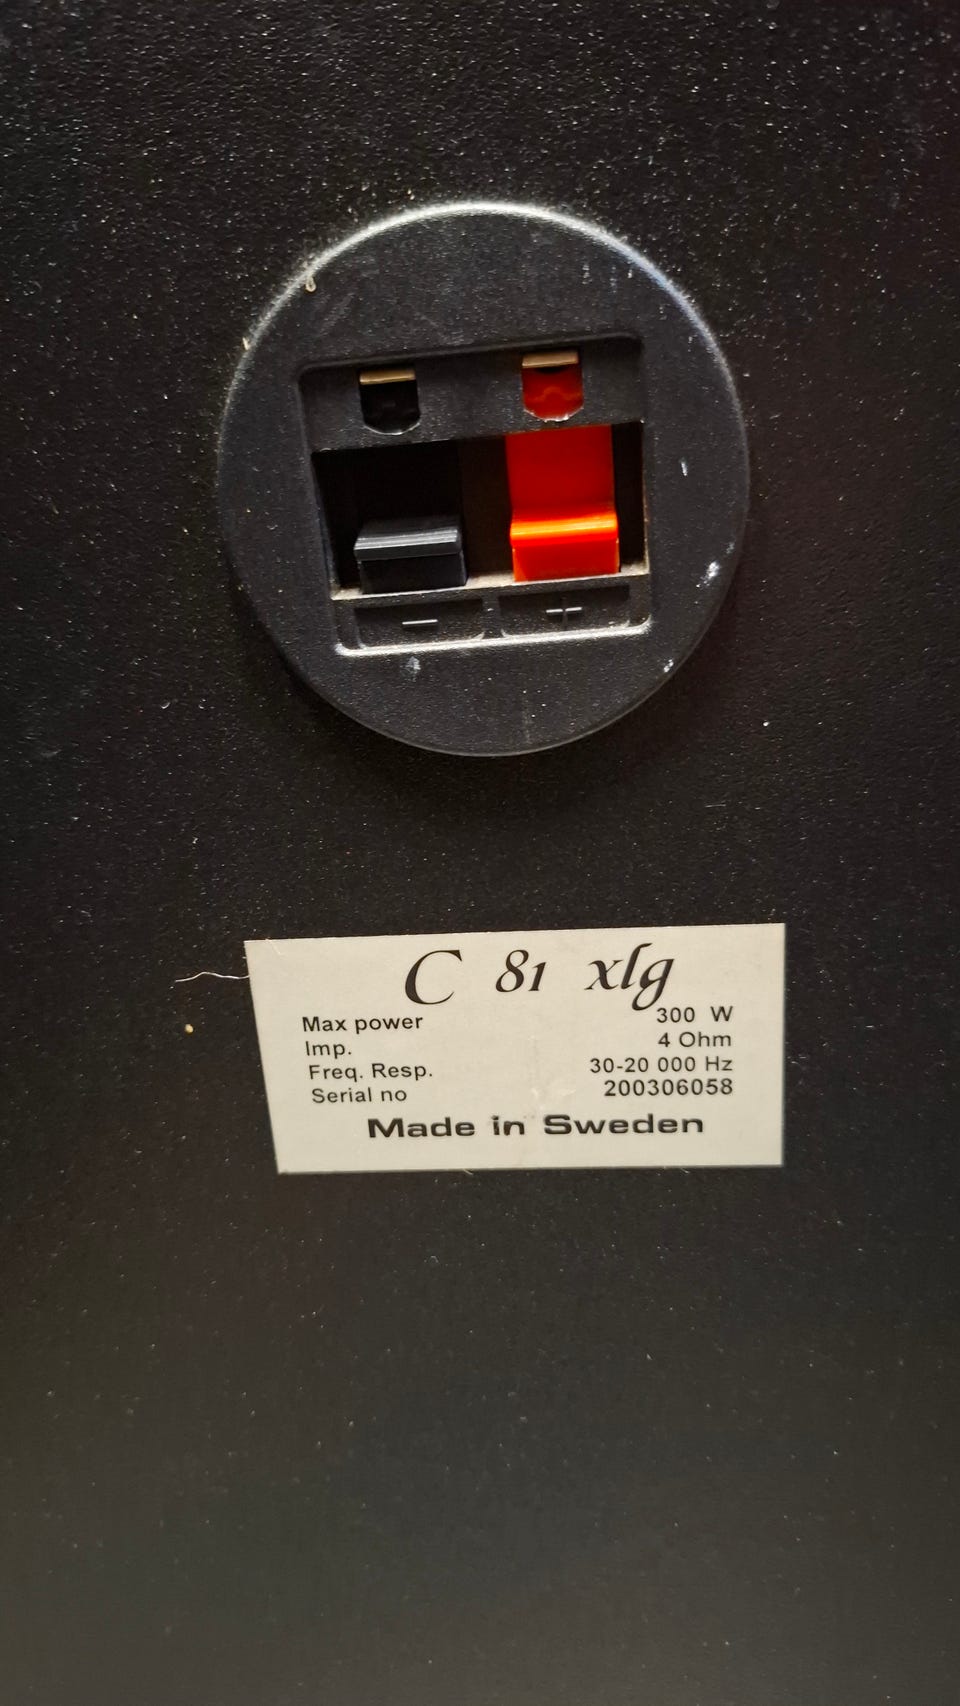 − +
C 81 xlg
Max power 300 W
Imp. 4 Ohm
Freq. Resp. 30-20 000 Hz
Serial no 200306058
Made in Sweden